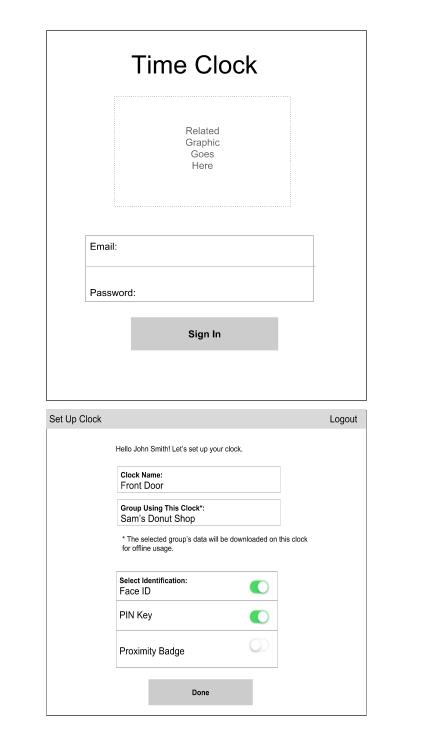 Time Clock
Related
Graphic
Goes
Here
Email:
Password:
Sign In
Set Up Clock
Logout
Hello John Smith! Let's set up your clock.
Clock Name:
Front Door
Group Using This Clock*:
Sam's Donut Shop
* The selected group's data will be downloaded on this clock
for offline usage.
Select Identification:
Face ID
PIN Key
Proximity Badge
Done